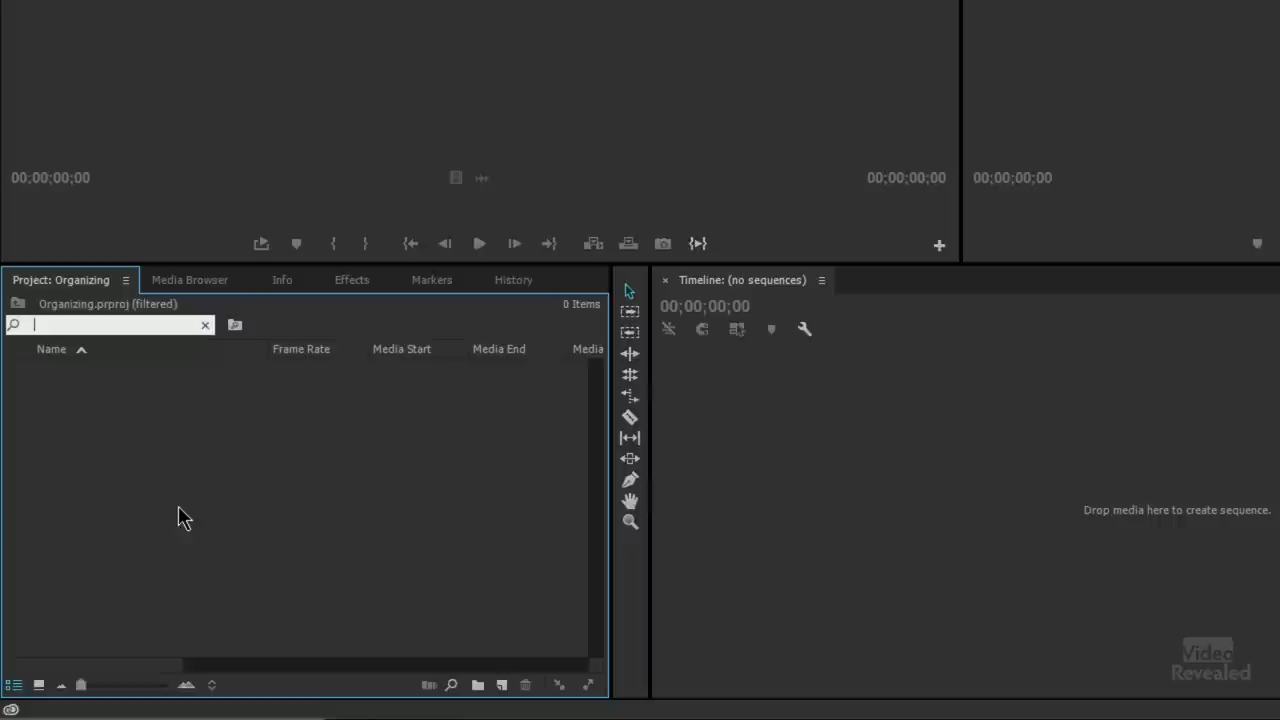 00;00;00;00
00;00;00;00
00;00;00;00
Project: Organizing
Media Browser
Info
Effects
Markers
History
Timeline: (no sequences)
Organizing.prproj (filtered)
0 Items
00;00;00;00
Name
Frame Rate
Media Start
Media End
Media
Drop media here to create sequence.
Video
Revealed